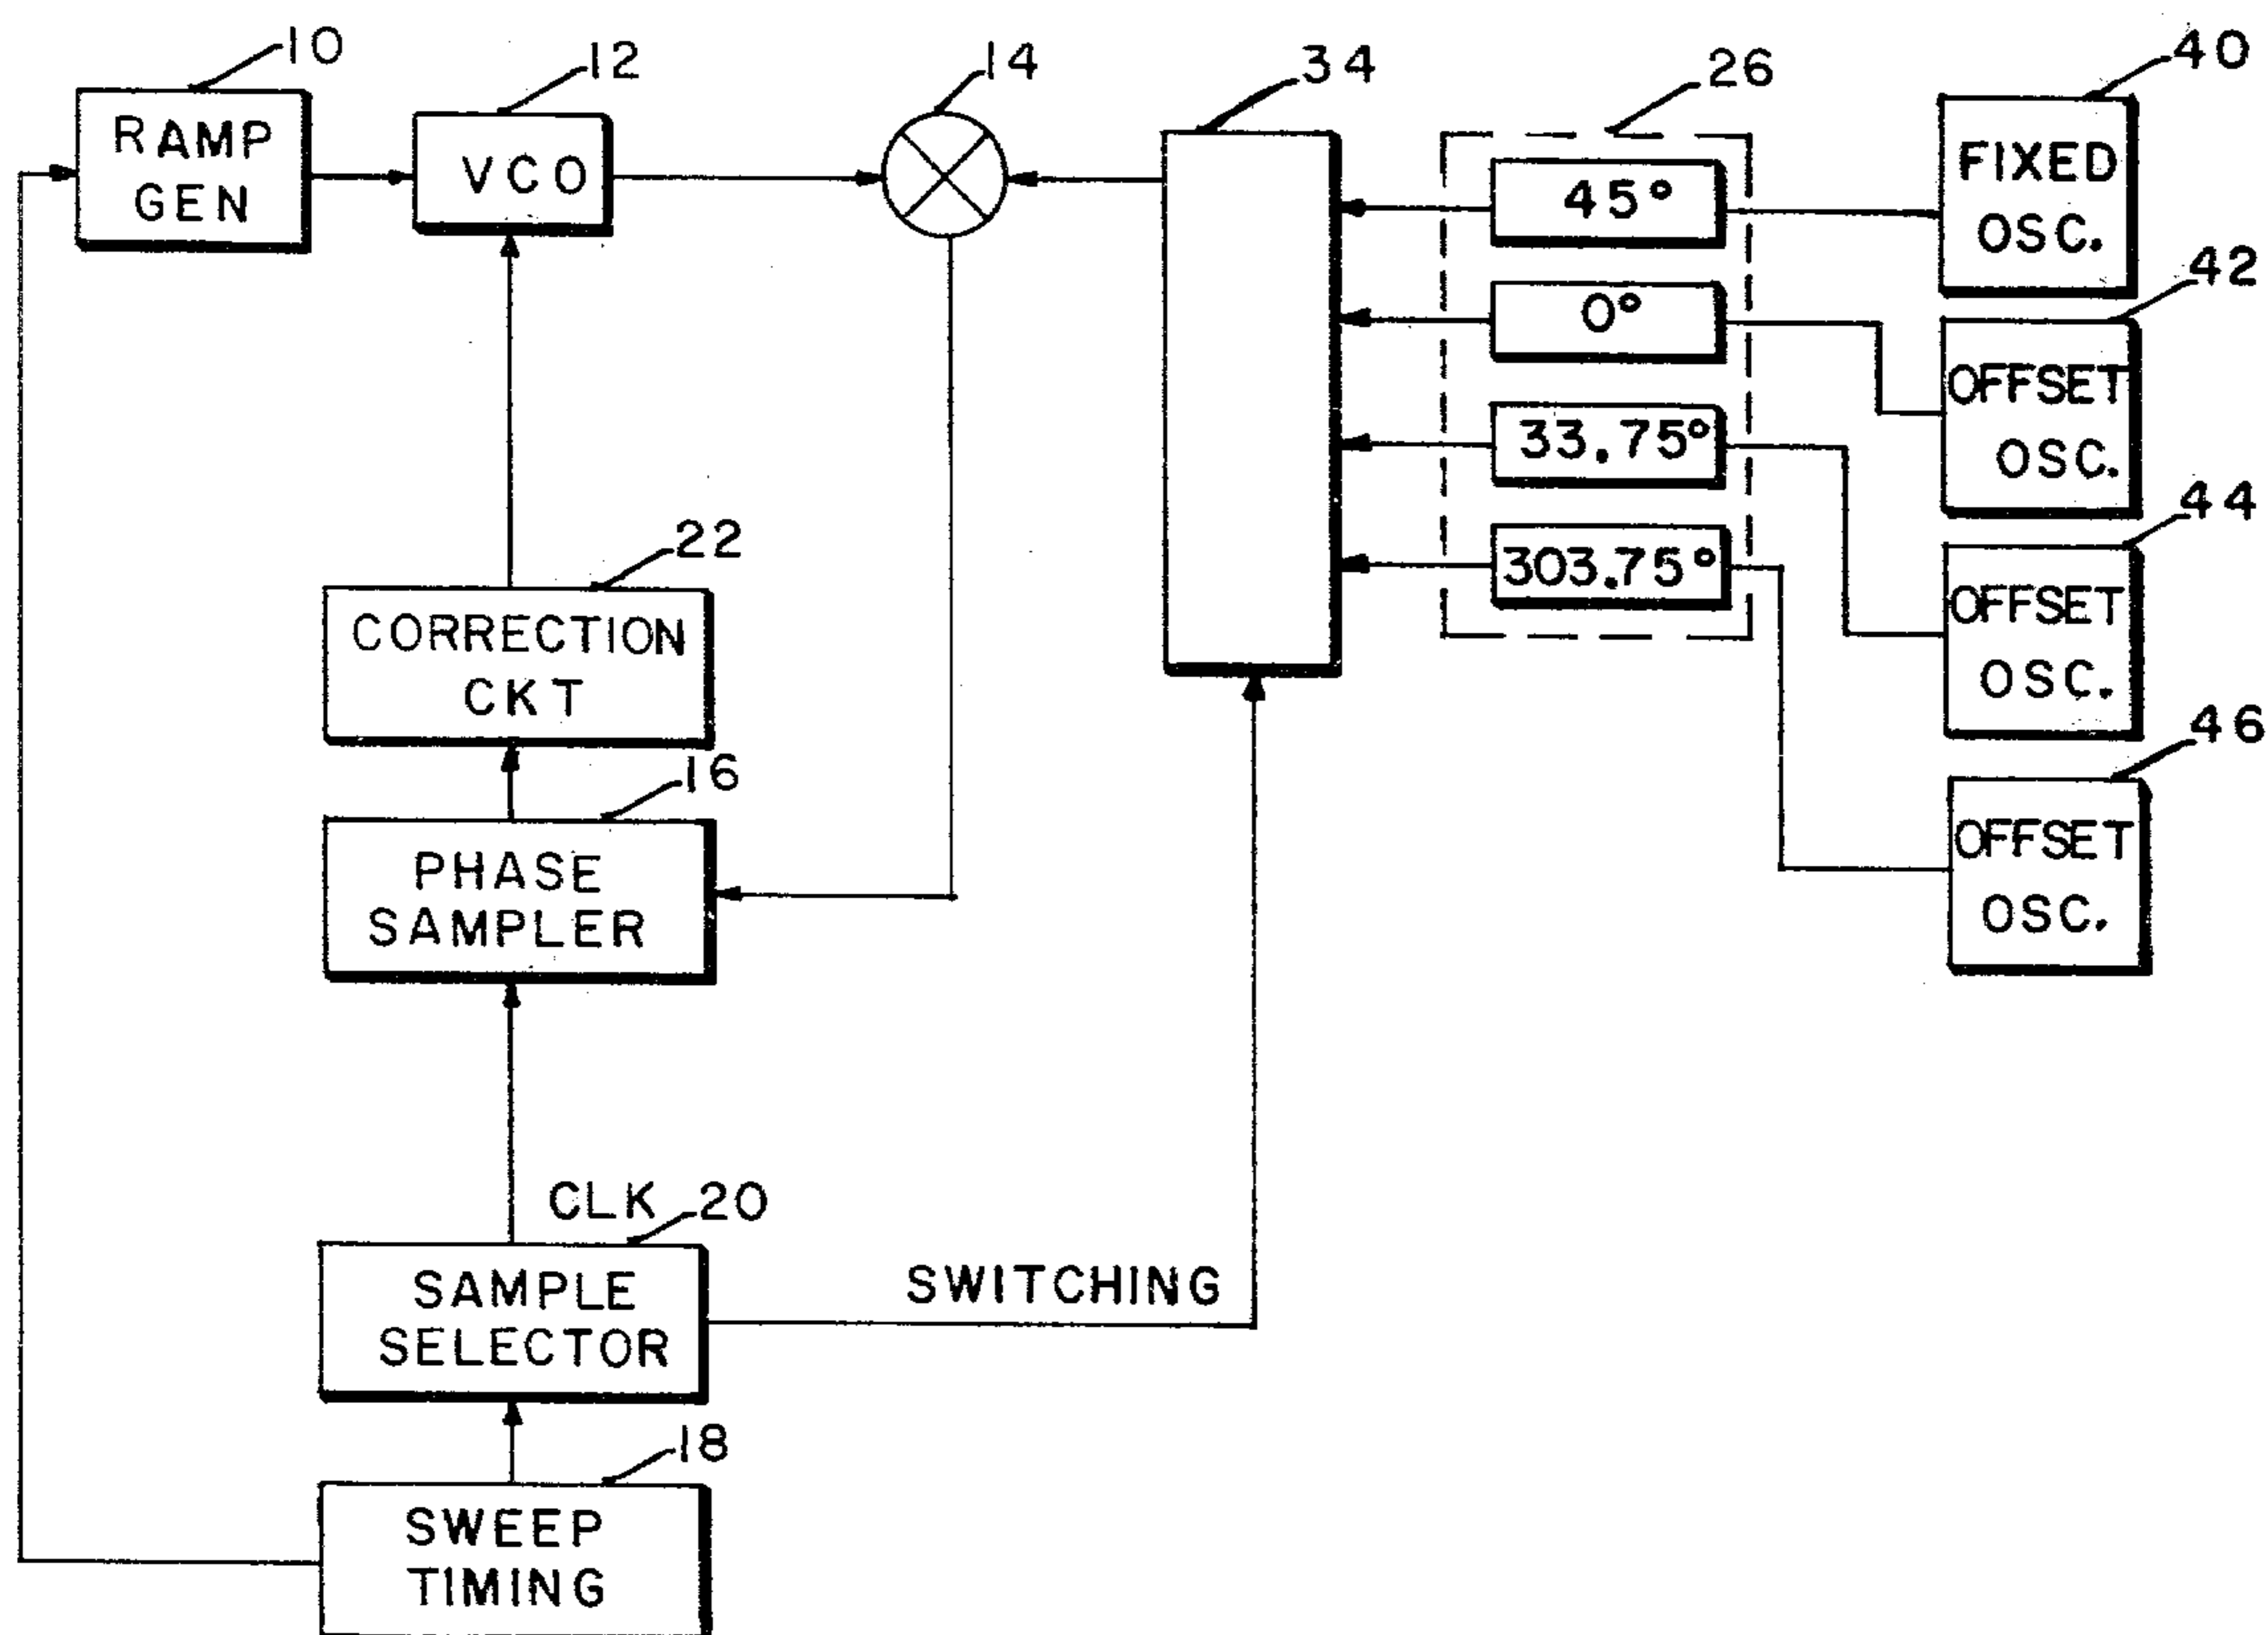 10
12
14
34
26
40
RAMP
GEN
VCO
45°
FIXED
OSC.
0°
42
OFFSET
OSC.
33.75°
44
22
303.75°
OFFSET
OSC.
CORRECTION
CKT
46
16
OFFSET
OSC.
PHASE
SAMPLER
CLK
20
SAMPLE
SELECTOR
SWITCHING
18
SWEEP
TIMING